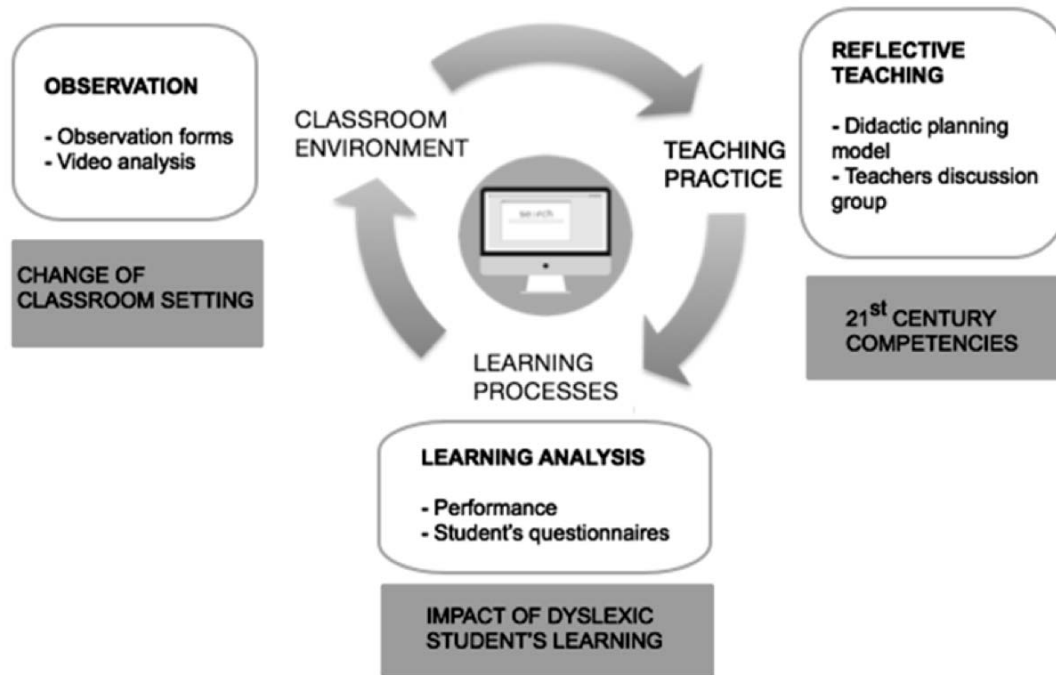 OBSERVATION
- Observation forms
- Video analysis
CHANGE OF
CLASSROOM SETTING
CLASSROOM
ENVIRONMENT
search
TEACHING
PRACTICE
REFLECTIVE
TEACHING
- Didactic planning
model
- Teachers discussion
group
21st CENTURY
COMPETENCIES
LEARNING
PROCESSES
LEARNING ANALYSIS
- Performance
- Student's questionnaires
IMPACT OF DYSLEXIC
STUDENT'S LEARNING